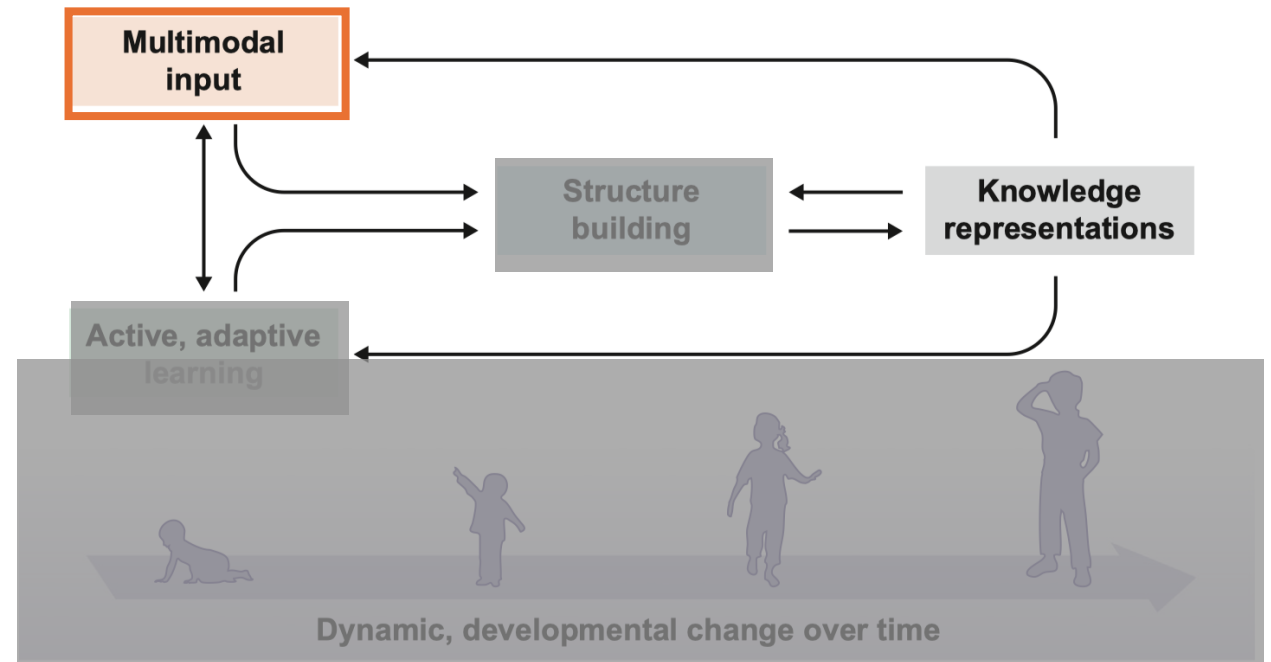 Multimodal
input
Structure
building
Knowledge
representations
Active, adaptive
learning
Dynamic, developmental change over time